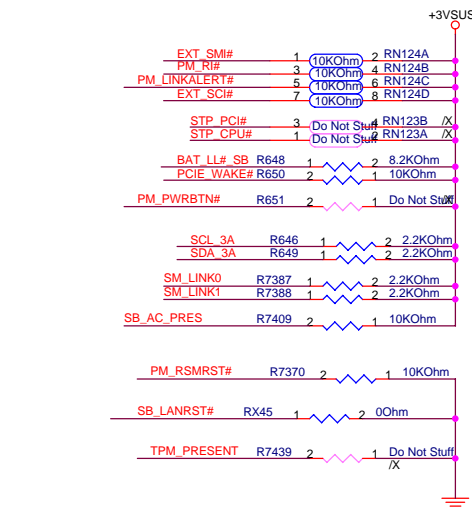 +3VSUS
EXT_SMI# 1 10KOhm 2 RN124A
PM_RI# 3 10KOhm 4 RN124B
PM_LINKALERT# 5 10KOhm 6 RN124C
EXT_SCI# 7 10KOhm 8 RN124D
STP_PCI# 3 Do Not Stuff 4 RN123B /X
STP_CPU# 1 Do Not Stuff 2 RN123A /X
BAT_LL#_SB R648 1 2 8.2KOhm
PCIE_WAKE# R650 1 2 10KOhm
PM_PWRBTN# R651 2 1 Do Not Stuff /X
SCL_3A R646 1 2 2.2KOhm
SDA_3A R649 1 2 2.2KOhm
SM_LINK0 R7387 1 2 2.2KOhm
SM_LINK1 R7388 1 2 2.2KOhm
SB_AC_PRES R7409 2 1 10KOhm
PM_RSMRST# R7370 2 1 10KOhm
SB_LANRST# RX45 1 2 0Ohm
TPM_PRESENT R7439 2 1 Do Not Stuff
/X